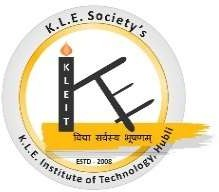 K.L.E. Society's
KLEIT
विद्या सर्वस्य भूषणम्
ESTD - 2008
K.L.E. Institute of Technology, Hubli